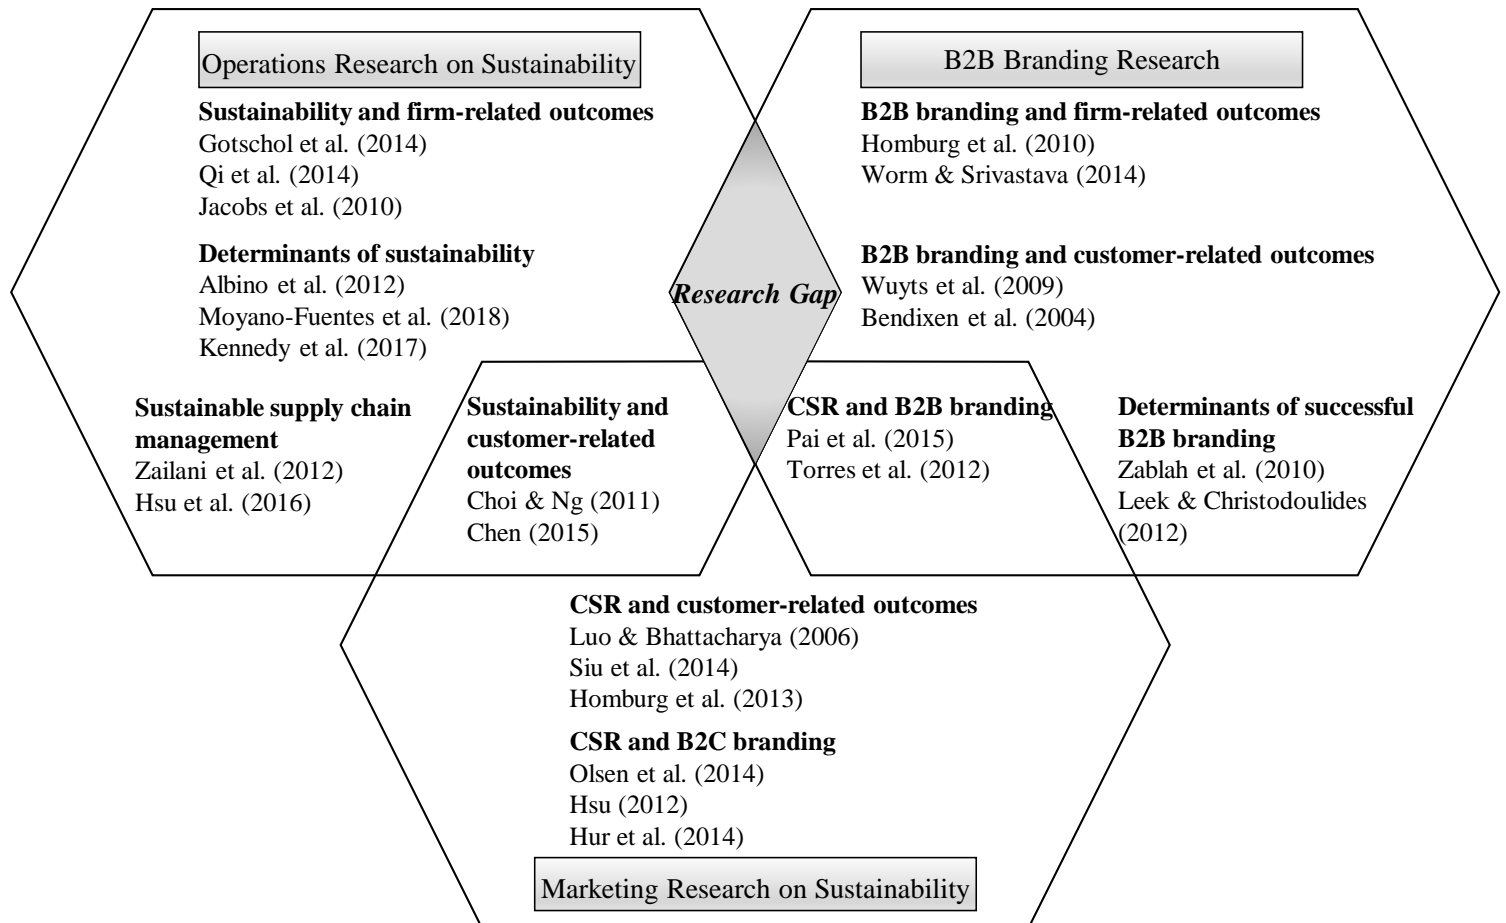 Operations Research on Sustainability
Sustainability and firm-related outcomes
Gotschol et al. (2014)
Qi et al. (2014)
Jacobs et al. (2010)
Determinants of sustainability
Albino et al. (2012)
Moyano-Fuentes et al. (2018)
Kennedy et al. (2017)
Sustainable supply chain
management
Zailani et al. (2012)
Hsu et al. (2016)
Sustainability and
customer-related
outcomes
Choi & Ng (2011)
Chen (2015)
Research Gap
B2B Branding Research
B2B branding and firm-related outcomes
Homburg et al. (2010)
Worm & Srivastava (2014)
B2B branding and customer-related outcomes
Wuyts et al. (2009)
Bendixen et al. (2004)
CSR and B2B branding
Pai et al. (2015)
Torres et al. (2012)
Determinants of successful
B2B branding
Zablah et al. (2010)
Leek & Christodoulides
(2012)
CSR and customer-related outcomes
Luo & Bhattacharya (2006)
Siu et al. (2014)
Homburg et al. (2013)
CSR and B2C branding
Olsen et al. (2014)
Hsu (2012)
Hur et al. (2014)
Marketing Research on Sustainability